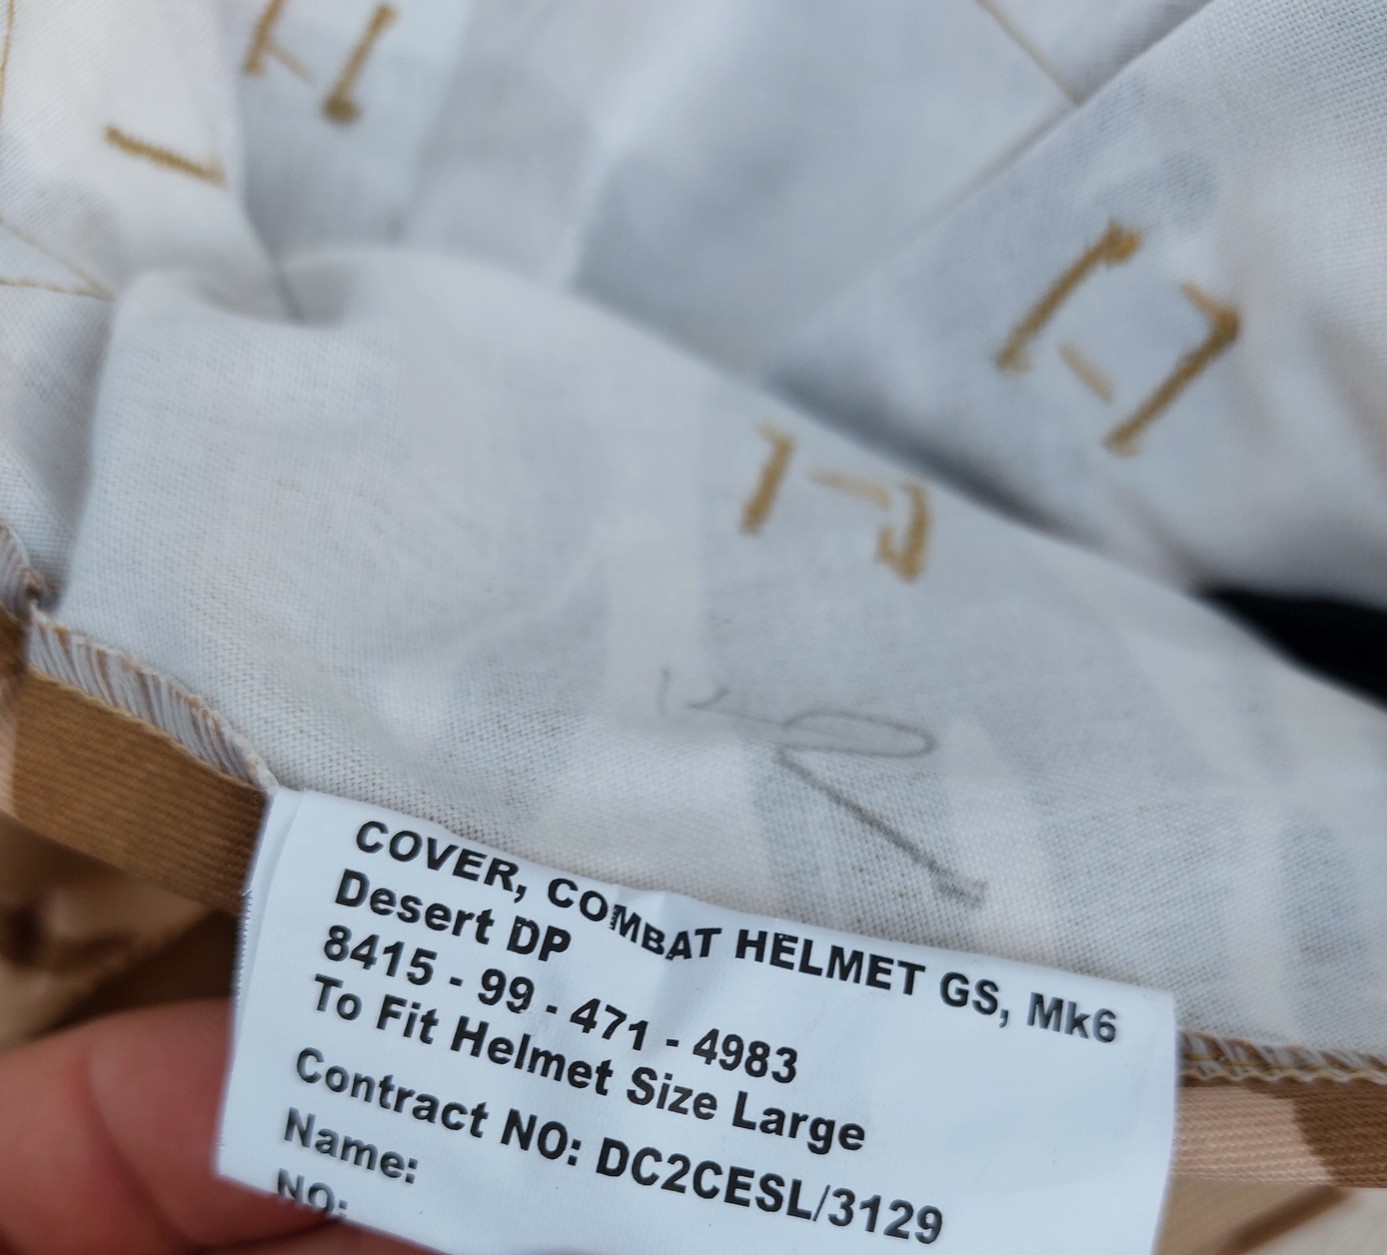 COVER, COMBAT HELMET GS, Mk6
Desert DP
8415 - 99 - 471 - 4983
To Fit Helmet Size Large
Contract NO: DC2CESL/3129
Name:
NO: